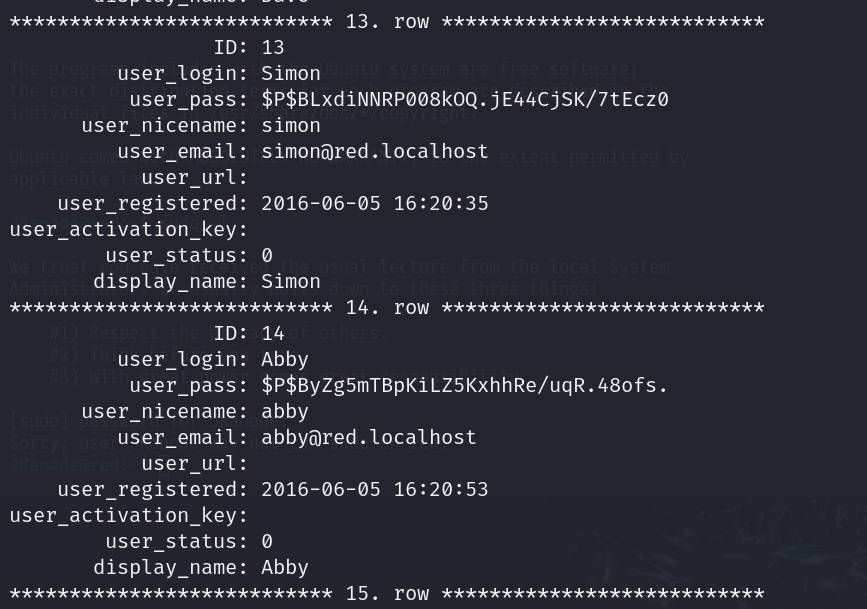 *************************** 13. row ***************************
ID: 13
user_login: Simon
user_pass: $P$BLxdiNNRP008kOQ.jE44CjSK/7tEcz0
user_nicename: simon
user_email: simon@red.localhost
user_url:
user_registered: 2016-06-05 16:20:35
user_activation_key:
user_status: 0
display_name: Simon
*************************** 14. row ***************************
ID: 14
user_login: Abby
user_pass: $P$ByZg5mTBpKiLZ5KxhhRe/uqR.48ofs.
user_nicename: abby
user_email: abby@red.localhost
user_url:
user_registered: 2016-06-05 16:20:53
user_activation_key:
user_status: 0
display_name: Abby
*************************** 15. row ***************************